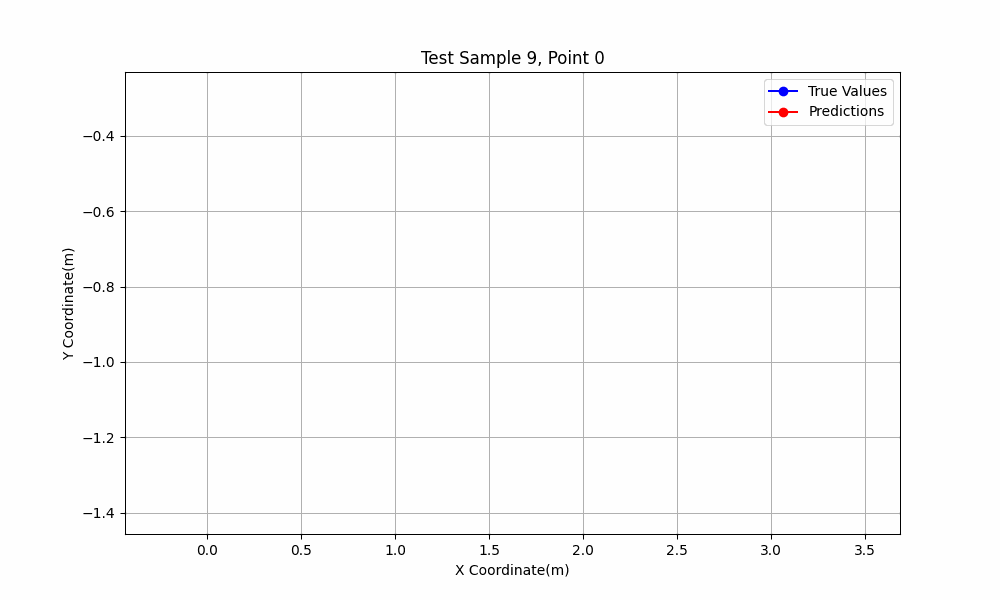 Test Sample 9, Point 0
True Values
Predictions
−0.4
−0.6
−0.8
−1.0
−1.2
−1.4
Y Coordinate(m)
0.0 0.5 1.0 1.5 2.0 2.5 3.0 3.5
X Coordinate(m)